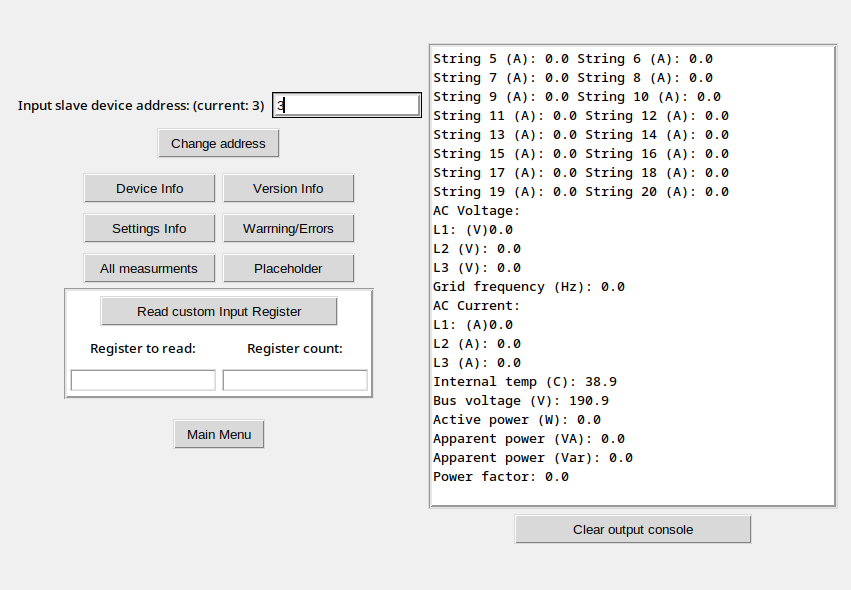 Input slave device address: (current: 3) 3
Change address
Device Info
Version Info
Settings Info
Warrning/Errors
All measurments
Placeholder
Read custom Input Register
Register to read:
Register count:
Main Menu
String 5 (A): 0.0 String 6 (A): 0.0
String 7 (A): 0.0 String 8 (A): 0.0
String 9 (A): 0.0 String 10 (A): 0.0
String 11 (A): 0.0 String 12 (A): 0.0
String 13 (A): 0.0 String 14 (A): 0.0
String 15 (A): 0.0 String 16 (A): 0.0
String 17 (A): 0.0 String 18 (A): 0.0
String 19 (A): 0.0 String 20 (A): 0.0
AC Voltage:
L1: (V)0.0
L2 (V): 0.0
L3 (V): 0.0
Grid frequency (Hz): 0.0
AC Current:
L1: (A)0.0
L2 (A): 0.0
L3 (A): 0.0
Internal temp (C): 38.9
Bus voltage (V): 190.9
Active power (W): 0.0
Apparent power (VA): 0.0
Apparent power (Var): 0.0
Power factor: 0.0
Clear output console